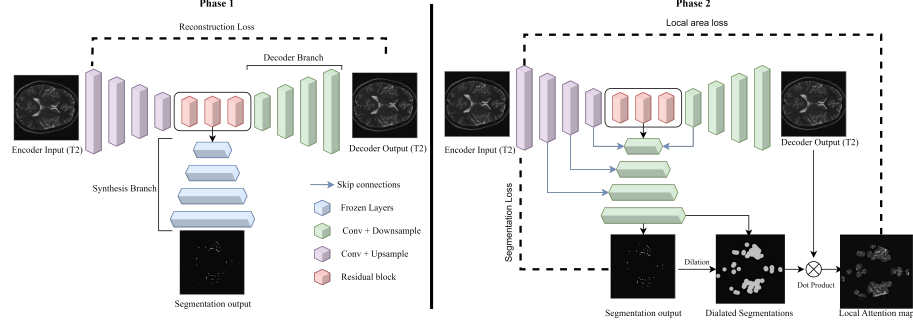 Phase 1
Reconstruction Loss
Decoder Branch
Encoder Input (T2)
Decoder Output (T2)
Synthesis Branch
Skip connections
Frozen Layers
Conv + Downsample
Conv + Upsample
Residual block
Segmentation output
Phase 2
Local area loss
Encoder Input (T2)
Decoder Output (T2)
Segmentation Loss
Dilation
Dot Product
Segmentation output
Dialated Segmentations
Local Attention map